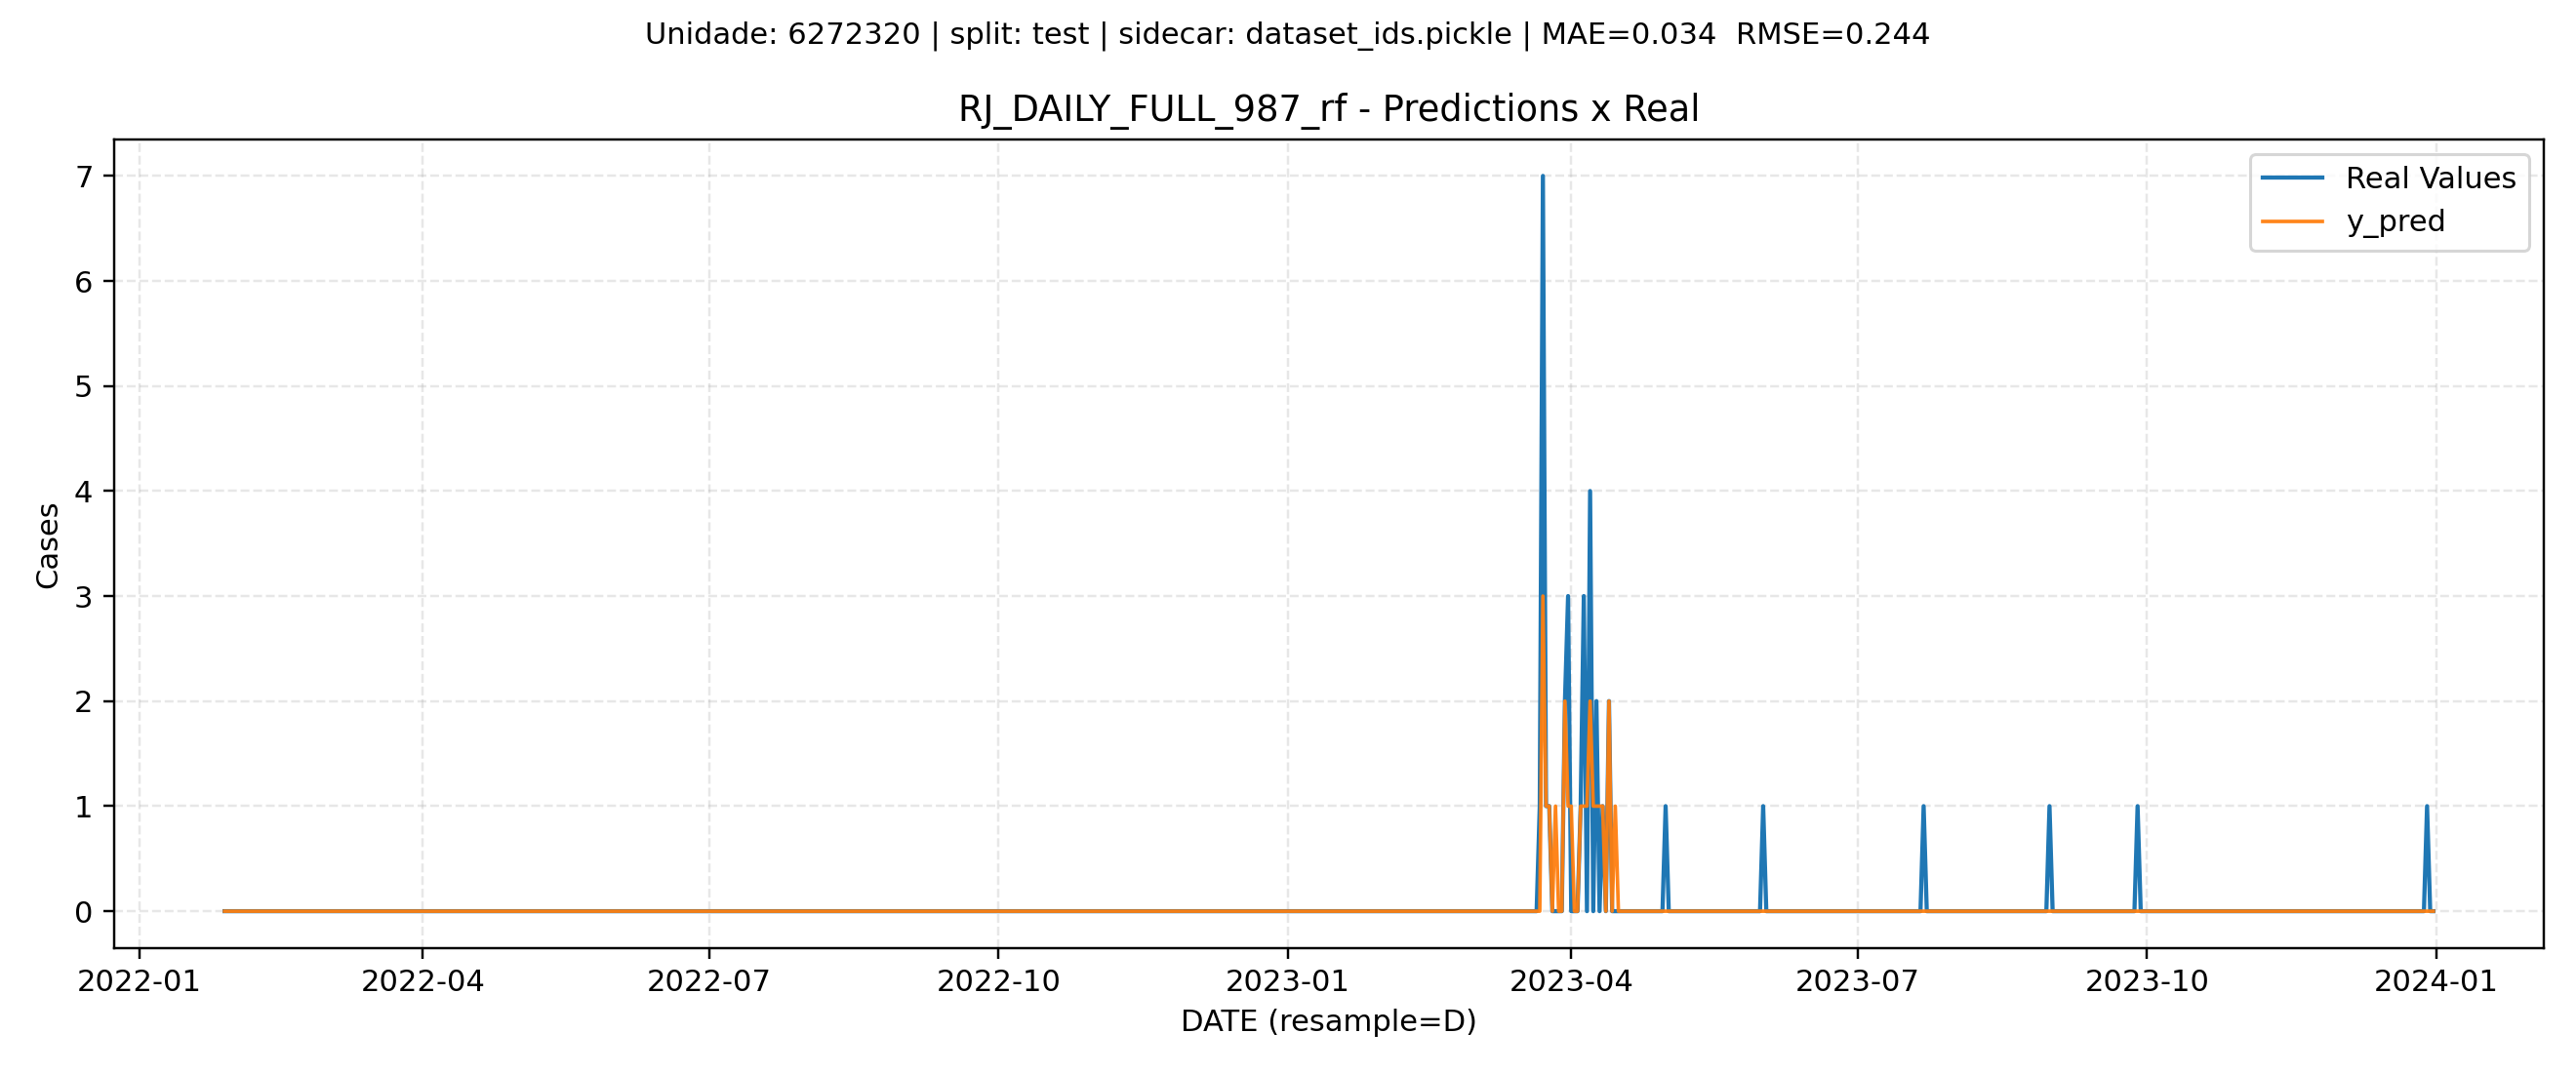 Unidade: 6272320 | split: test | sidecar: dataset_ids.pickle | MAE=0.034  RMSE=0.244
RJ_DAILY_FULL_987_rf - Predictions x Real
Real Values
y_pred
7
6
5
4
3
2
1
0
Cases
2022-01
2022-04
2022-07
2022-10
2023-01
2023-04
2023-07
2023-10
2024-01
DATE (resample=D)